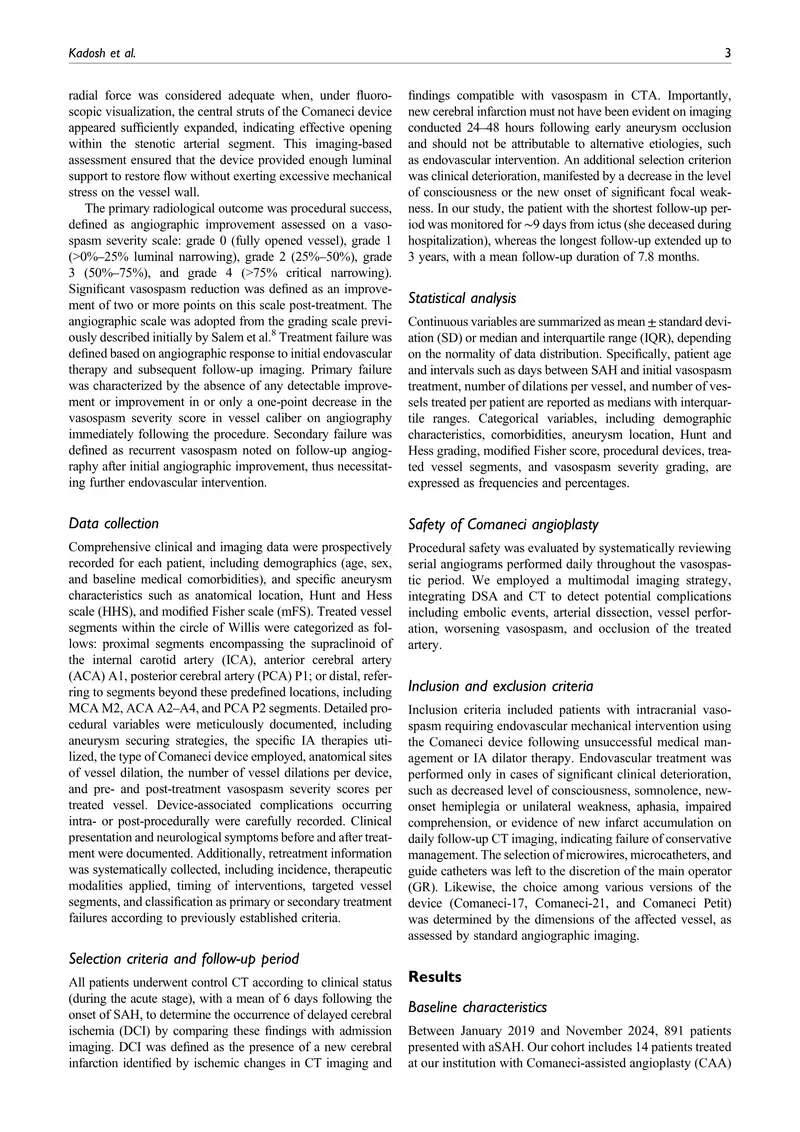 Kadosh et al. 3
radial force was considered adequate when, under fluoro-
scopic visualization, the central struts of the Comaneci device
appeared sufficiently expanded, indicating effective opening
within the stenotic arterial segment. This imaging-based
assessment ensured that the device provided enough luminal
support to restore flow without exerting excessive mechanical
stress on the vessel wall.
The primary radiological outcome was procedural success,
defined as angiographic improvement assessed on a vaso-
spasm severity scale: grade 0 (fully opened vessel), grade 1
(>0%–25% luminal narrowing), grade 2 (25%–50%), grade
3 (50%–75%), and grade 4 (>75% critical narrowing).
Significant vasospasm reduction was defined as an improve-
ment of two or more points on this scale post-treatment. The
angiographic scale was adopted from the grading scale previ-
ously described initially by Salem et al.8 Treatment failure was
defined based on angiographic response to initial endovascular
therapy and subsequent follow-up imaging. Primary failure
was characterized by the absence of any detectable improve-
ment or improvement in or only a one-point decrease in the
vasospasm severity score in vessel caliber on angiography
immediately following the procedure. Secondary failure was
defined as recurrent vasospasm noted on follow-up angiog-
raphy after initial angiographic improvement, thus necessitat-
ing further endovascular intervention.
Data collection
Comprehensive clinical and imaging data were prospectively
recorded for each patient, including demographics (age, sex,
and baseline medical comorbidities), and specific aneurysm
characteristics such as anatomical location, Hunt and Hess
scale (HHS), and modified Fisher scale (mFS). Treated vessel
segments within the circle of Willis were categorized as fol-
lows: proximal segments encompassing the supraclinoid of
the internal carotid artery (ICA), anterior cerebral artery
(ACA) A1, posterior cerebral artery (PCA) P1; or distal, refer-
ring to segments beyond these predefined locations, including
MCA M2, ACA A2–A4, and PCA P2 segments. Detailed pro-
cedural variables were meticulously documented, including
aneurysm securing strategies, the specific IA therapies uti-
lized, the type of Comaneci device employed, anatomical sites
of vessel dilation, the number of vessel dilations per device,
and pre- and post-treatment vasospasm severity scores per
treated vessel. Device-associated complications occurring
intra- or post-procedurally were carefully recorded. Clinical
presentation and neurological symptoms before and after treat-
ment were documented. Additionally, retreatment information
was systematically collected, including incidence, therapeutic
modalities applied, timing of interventions, targeted vessel
segments, and classification as primary or secondary treatment
failures according to previously established criteria.
Selection criteria and follow-up period
All patients underwent control CT according to clinical status
(during the acute stage), with a mean of 6 days following the
onset of SAH, to determine the occurrence of delayed cerebral
ischemia (DCI) by comparing these findings with admission
imaging. DCI was defined as the presence of a new cerebral
infarction identified by ischemic changes in CT imaging and
findings compatible with vasospasm in CTA. Importantly,
new cerebral infarction must not have been evident on imaging
conducted 24–48 hours following early aneurysm occlusion
and should not be attributable to alternative etiologies, such
as endovascular intervention. An additional selection criterion
was clinical deterioration, manifested by a decrease in the level
of consciousness or the new onset of significant focal weak-
ness. In our study, the patient with the shortest follow-up per-
iod was monitored for ∼9 days from ictus (she deceased during
hospitalization), whereas the longest follow-up extended up to
3 years, with a mean follow-up duration of 7.8 months.
Statistical analysis
Continuous variables are summarized as mean ± standard devi-
ation (SD) or median and interquartile range (IQR), depending
on the normality of data distribution. Specifically, patient age
and intervals such as days between SAH and initial vasospasm
treatment, number of dilations per vessel, and number of ves-
sels treated per patient are reported as medians with interquar-
tile ranges. Categorical variables, including demographic
characteristics, comorbidities, aneurysm location, Hunt and
Hess grading, modified Fisher score, procedural devices, trea-
ted vessel segments, and vasospasm severity grading, are
expressed as frequencies and percentages.
Safety of Comaneci angioplasty
Procedural safety was evaluated by systematically reviewing
serial angiograms performed daily throughout the vasospas-
tic period. We employed a multimodal imaging strategy,
integrating DSA and CT to detect potential complications
including embolic events, arterial dissection, vessel perfor-
ation, worsening vasospasm, and occlusion of the treated
artery.
Inclusion and exclusion criteria
Inclusion criteria included patients with intracranial vaso-
spasm requiring endovascular mechanical intervention using
the Comaneci device following unsuccessful medical man-
agement or IA dilator therapy. Endovascular treatment was
performed only in cases of significant clinical deterioration,
such as decreased level of consciousness, somnolence, new-
onset hemiplegia or unilateral weakness, aphasia, impaired
comprehension, or evidence of new infarct accumulation on
daily follow-up CT imaging, indicating failure of conservative
management. The selection of microwires, microcatheters, and
guide catheters was left to the discretion of the main operator
(GR). Likewise, the choice among various versions of the
device (Comaneci-17, Comaneci-21, and Comaneci Petit)
was determined by the dimensions of the affected vessel, as
assessed by standard angiographic imaging.
Results
Baseline characteristics
Between January 2019 and November 2024, 891 patients
presented with aSAH. Our cohort includes 14 patients treated
at our institution with Comaneci-assisted angioplasty (CAA)